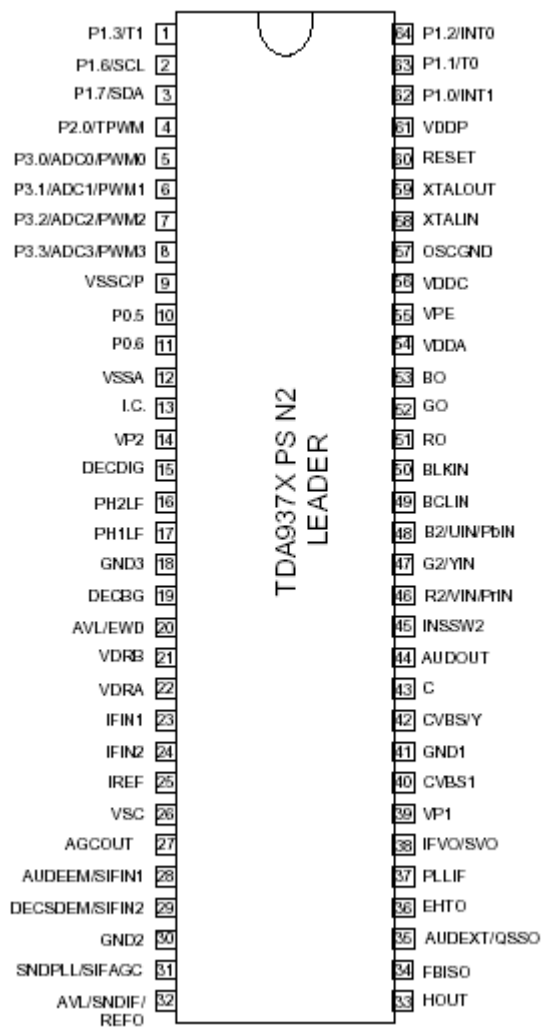 P1.3/T1 1
P1.6/SCL 2
P1.7/SDA 3
P2.0/TPWM 4
P3.0/ADC0/PWM0 5
P3.1/ADC1/PWM1 6
P3.2/ADC2/PWM2 7
P3.3/ADC3/PWM3 8
VSSC/P 9
P0.5 10
P0.6 11
VSSA 12
I.C. 13
VP2 14
DECDIG 15
PH2LF 16
PH1LF 17
GND3 18
DECBG 19
AVL/EWD 20
VDRB 21
VDRA 22
IFIN1 23
IFIN2 24
IREF 25
VSC 26
AGCOUT 27
AUDEEM/SIFIN1 28
DECSDEM/SIFIN2 29
GND2 30
SNDPLL/SIFAGC 31
AVL/SNDIF/ 32
REFO
TDA937X PS N2
LEADER
64 P1.2/INT0
63 P1.1/T0
62 P1.0/INT1
61 VDDP
60 RESET
59 XTALOUT
58 XTALIN
57 OSCGND
56 VDDC
55 VPE
54 VDDA
53 BO
52 GO
51 RO
50 BLKIN
49 BCLIN
48 B2/UIN/PbIN
47 G2/YIN
46 R2/VIN/PrIN
45 INSSW2
44 AUDOUT
43 C
42 CVBS/Y
41 GND1
40 CVBS1
39 VP1
38 IFVO/SVO
37 PLLIF
36 EHTO
35 AUDEXT/QSSO
34 FBISO
33 HOUT